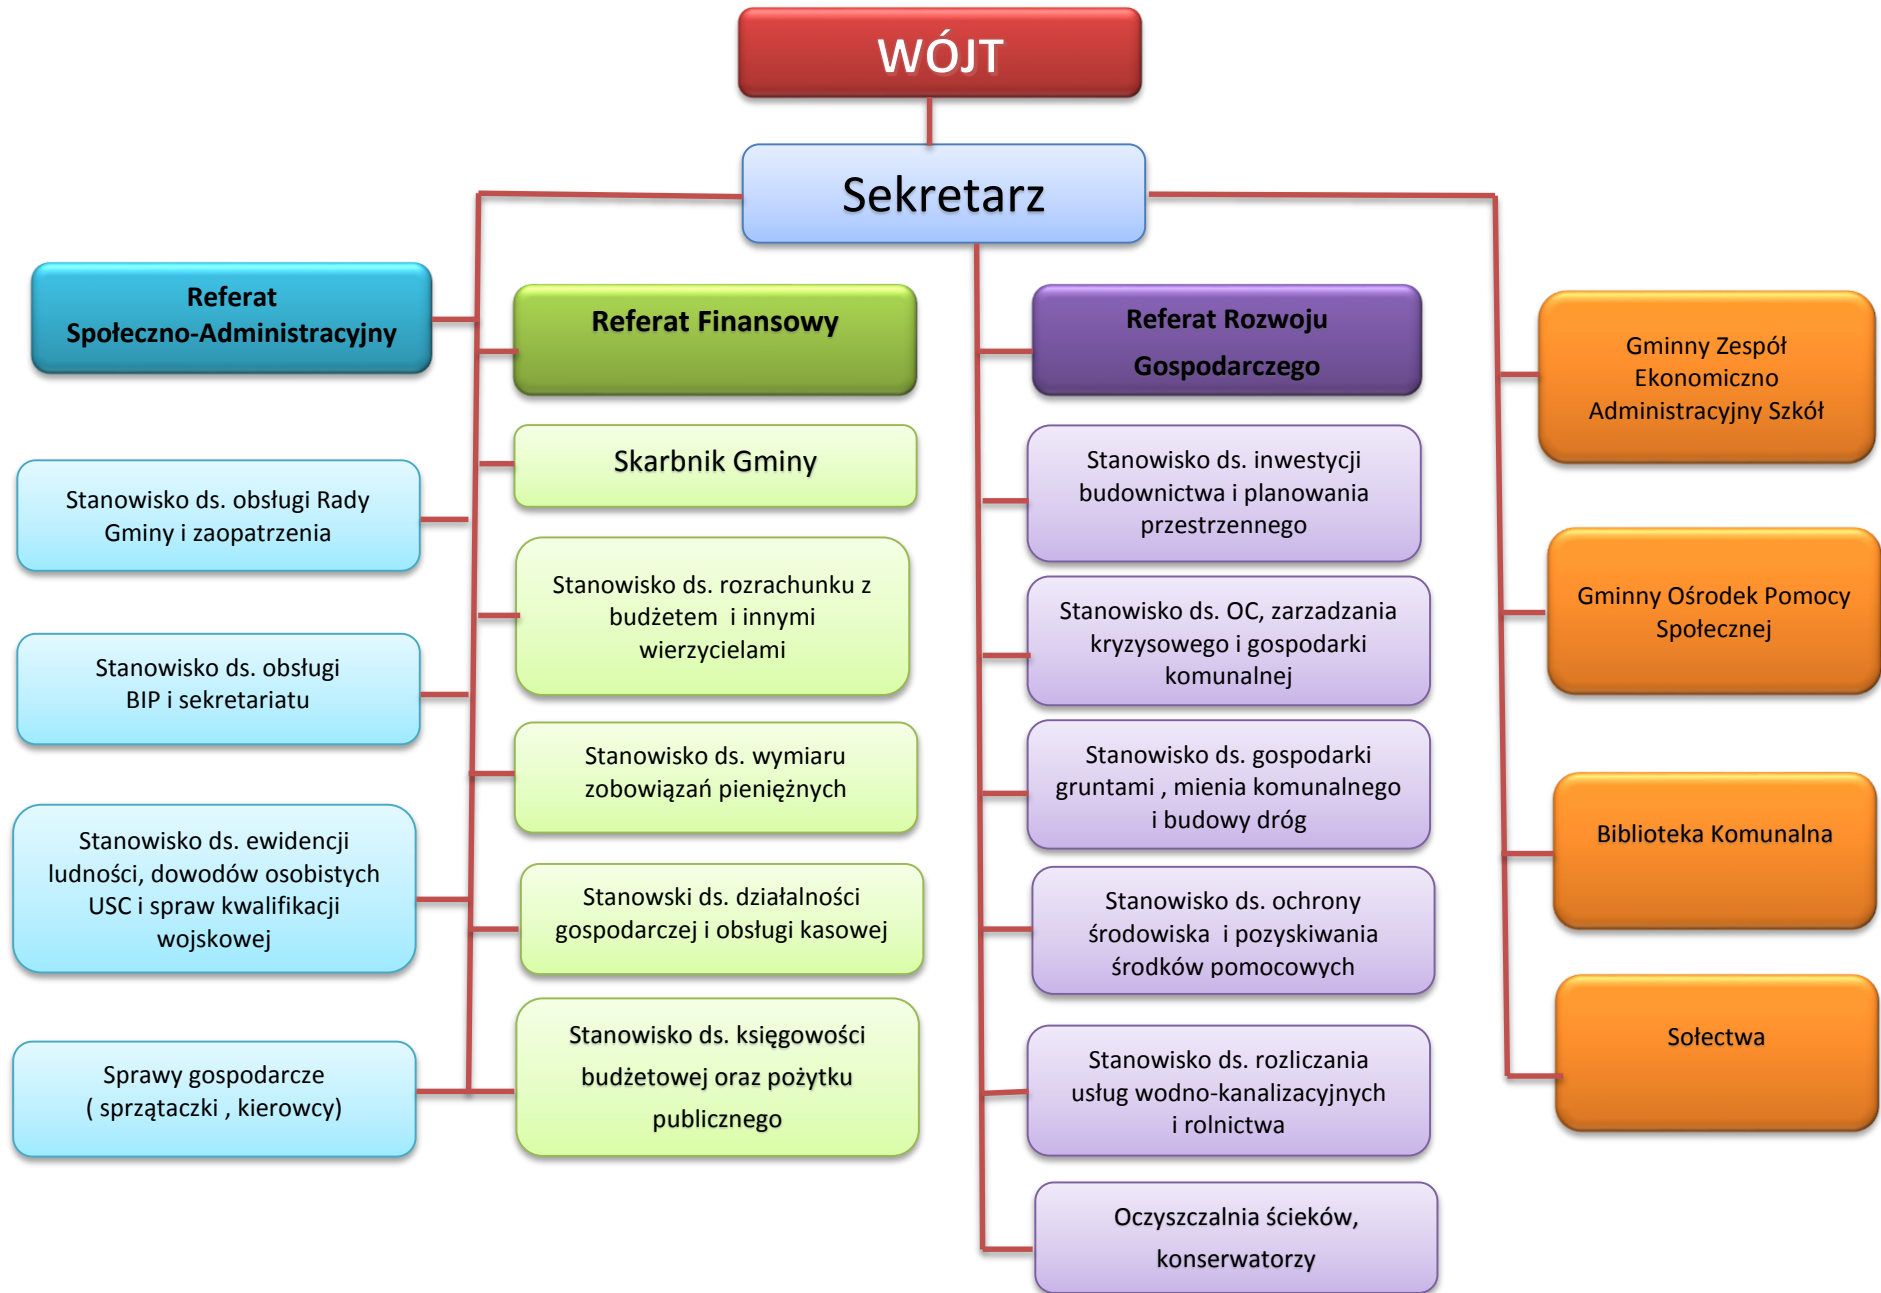 WÓJT
Sekretarz
Referat
Społeczno-Administracyjny
Stanowisko ds. obsługi Rady
Gminy i zaopatrzenia
Stanowisko ds. obsługi
BIP i sekretariatu
Stanowisko ds. ewidencji
ludności, dowodów osobistych
USC i spraw kwalifikacji
wojskowej
Sprawy gospodarcze
( sprzątaczki , kierowcy)
Referat Finansowy
Skarbnik Gminy
Stanowisko ds. rozrachunku z
budżetem  i innymi
wierzycielami
Stanowisko ds. wymiaru
zobowiązań pieniężnych
Stanowski ds. działalności
gospodarczej i obsługi kasowej
Stanowisko ds. księgowości
budżetowej oraz pożytku
publicznego
Referat Rozwoju
Gospodarczego
Stanowisko ds. inwestycji
budownictwa i planowania
przestrzennego
Stanowisko ds. OC, zarzadzania
kryzysowego i gospodarki
komunalnej
Stanowisko ds. gospodarki
gruntami , mienia komunalnego
i budowy dróg
Stanowisko ds. ochrony
środowiska  i pozyskiwania
środków pomocowych
Stanowisko ds. rozliczania
usług wodno-kanalizacyjnych
i rolnictwa
Oczyszczalnia ścieków,
konserwatorzy
Gminny Zespół
Ekonomiczno
Administracyjny Szkół
Gminny Ośrodek Pomocy
Społecznej
Biblioteka Komunalna
Sołectwa